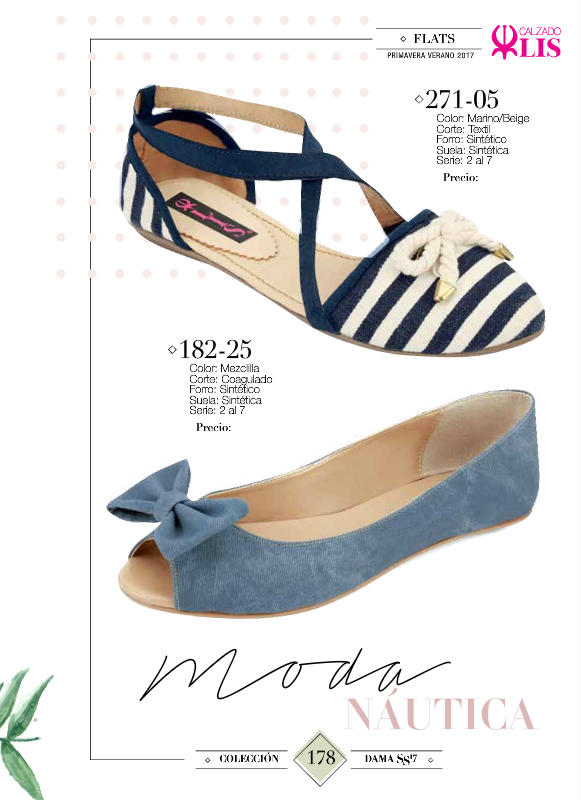 FLATS
PRIMAVERA VERANO 2017
CALZADO
LIS
271-05
Color: Marino/Beige
Corte: Textil
Forro: Sintético
Suela: Sintética
Serie: 2 al 7
Precio:
182-25
Color: Mezclilla
Corte: Coagulado
Forro: Sintético
Suela: Sintética
Serie: 2 al 7
Precio:
moda
NÁUTICA
COLECCIÓN
178
DAMA SS'7